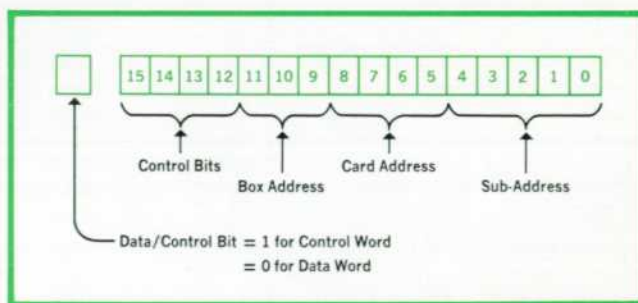 15 14 13 12 11 10 9 8 7 6 5 4 3 2 1 0
Control Bits
Box Address
Card Address
Sub-Address
Data/Control Bit = 1 for Control Word
= 0 for Data Word